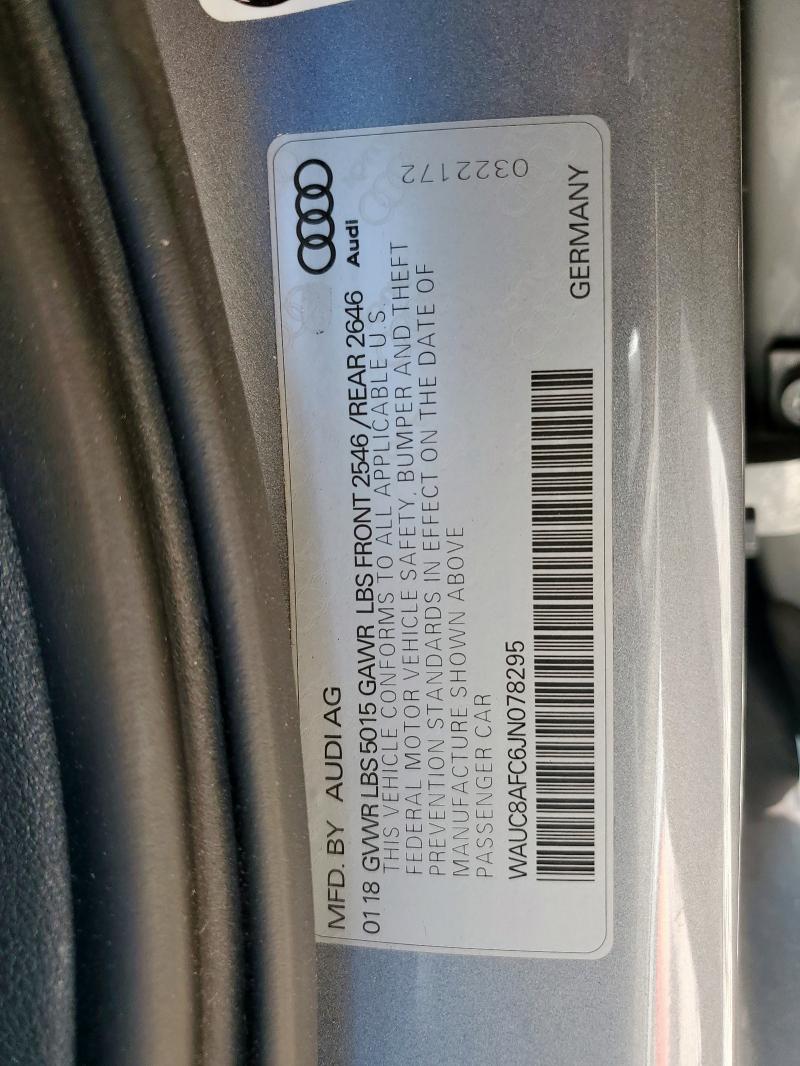 MFD. BY AUDI AG
Audi
01 18 GVWR LBS 5015 GAWR LBS FRONT 2546 /REAR 2646
THIS VEHICLE CONFORMS TO ALL APPLICABLE U.S.
FEDERAL MOTOR VEHICLE SAFETY, BUMPER AND THEFT
PREVENTION STANDARDS IN EFFECT ON THE DATE OF
MANUFACTURE SHOWN ABOVE
PASSENGER CAR
0322172
WAUC8AFC6JN078295
GERMANY